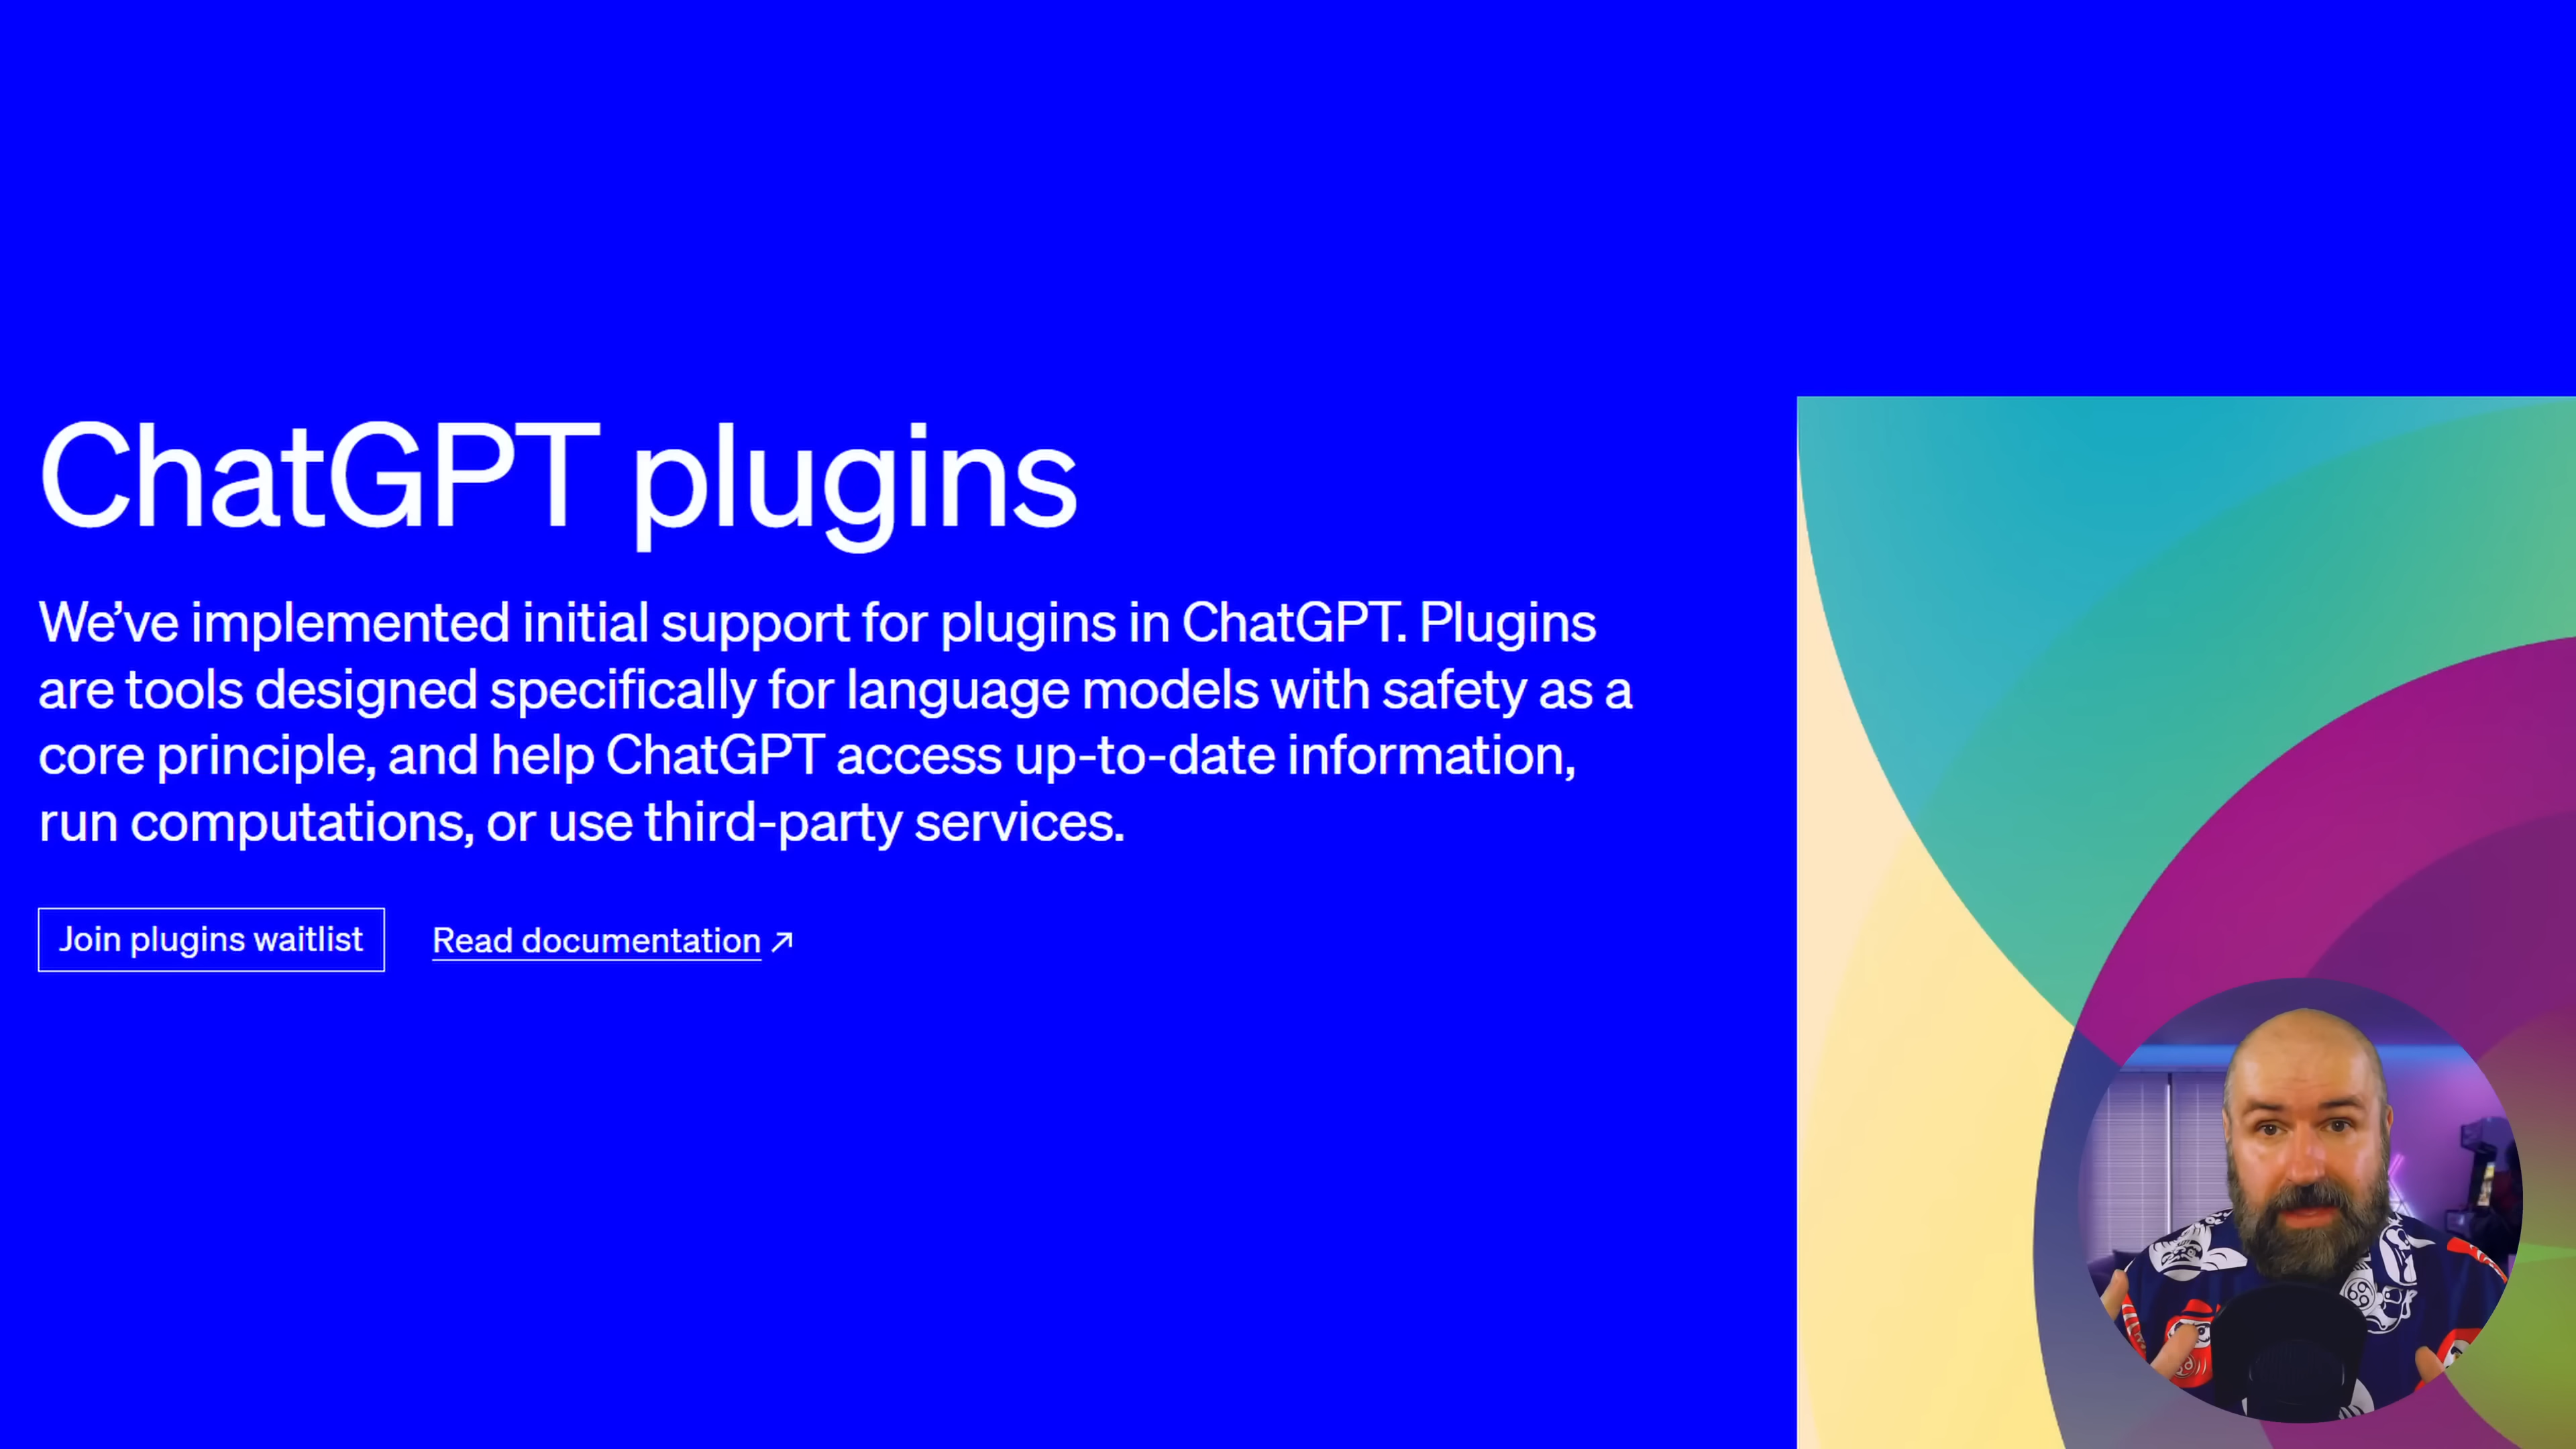 ChatGPT plugins
We’ve implemented initial support for plugins in ChatGPT. Plugins
are tools designed specifically for language models with safety as a
core principle, and help ChatGPT access up-to-date information,
run computations, or use third-party services.
Join plugins waitlist
Read documentation ↗